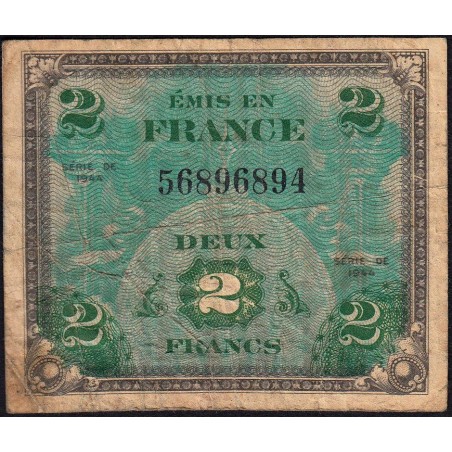 2 2
ÉMIS EN
FRANCE
SÉRIE DE
1944
56896894
DEUX
SÉRIE DE
1944
2
2 2
FRANCS